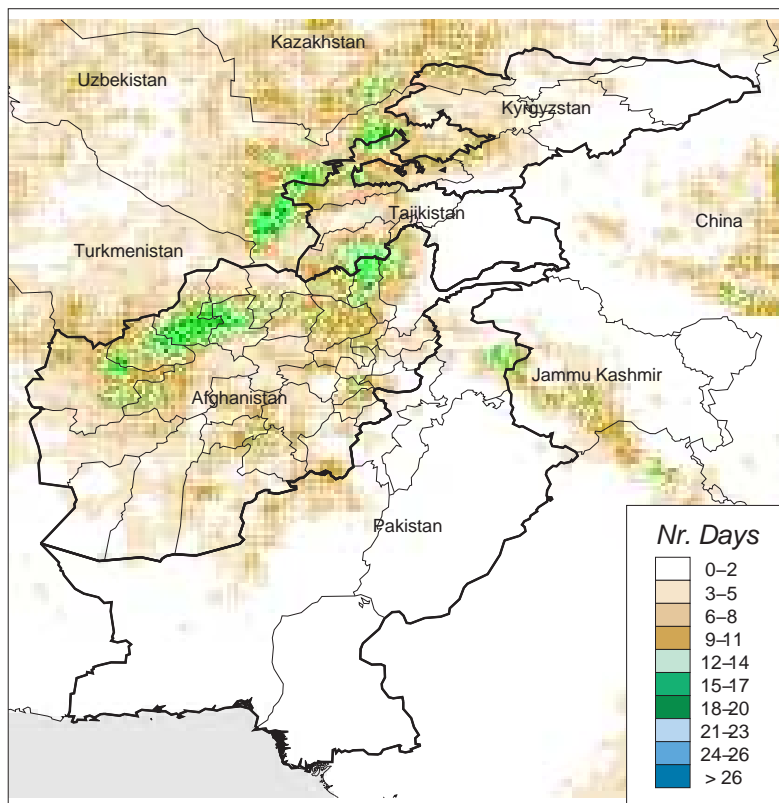 Kazakhstan
Uzbekistan
Kyrgyzstan
Tajikistan
China
Turkmenistan
Jammu Kashmir
Afghanistan
Pakistan
Nr. Days
0–2
3–5
6–8
9–11
12–14
15–17
18–20
21–23
24–26
> 26